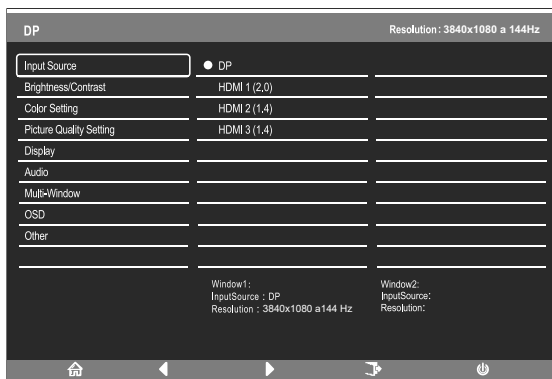 DP
Resolution: 3840x1080 a 144Hz
Input Source
DP
Brightness/Contrast
HDMI 1 (2,0)
Color Setting
HDMI 2 (1,4)
Picture Quality Setting
HDMI 3 (1,4)
Display
Audio
Multi-Window
OSD
Other
Window1:
InputSource : DP
Resolution : 3840x1080 a144 Hz
Window2:
InputSource:
Resolution: